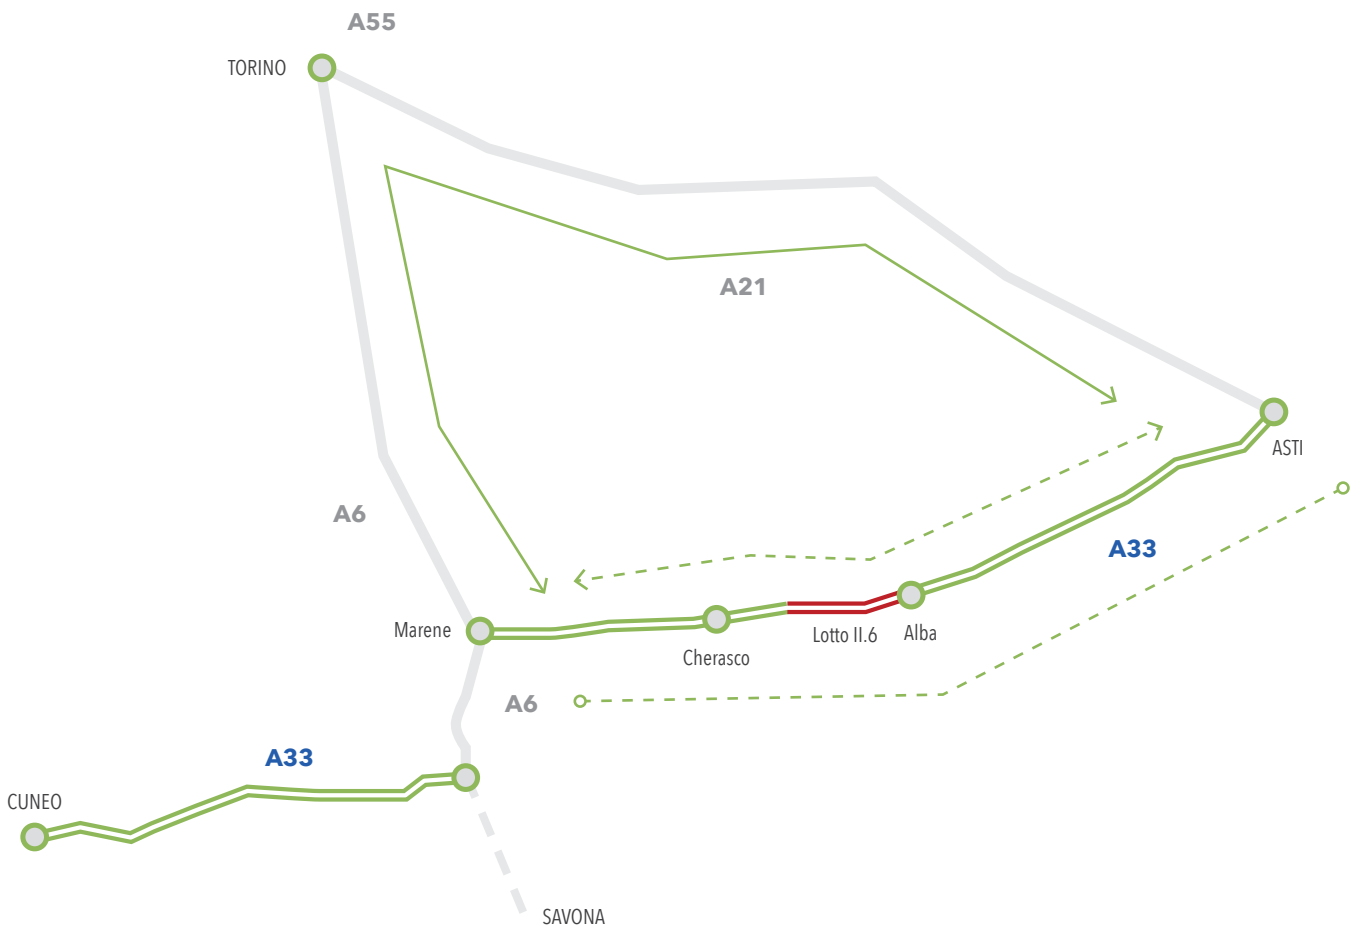 A55
TORINO
A21
ASTI
A6
A33
Marene
Lotto II.6
Alba
Cherasco
A6
A33
CUNEO
SAVONA